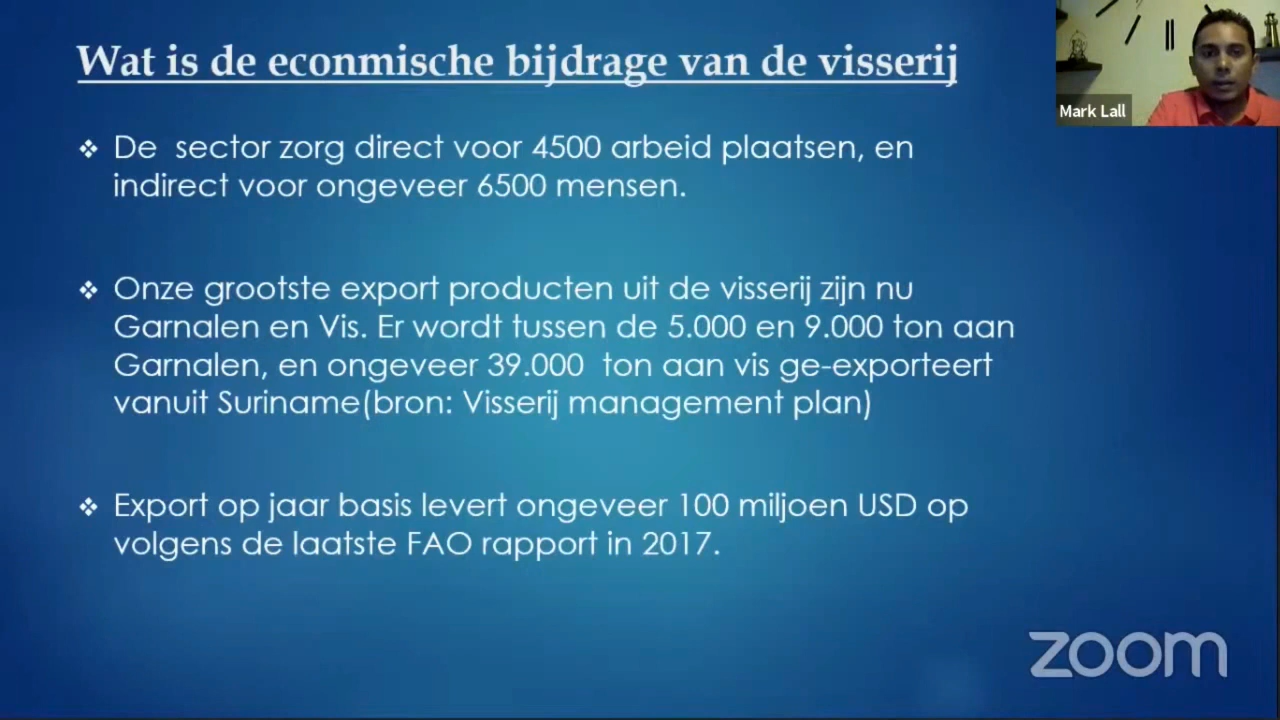 Wat is de econmische bijdrage van de visserij
Mark Lall
❖ De sector zorg direct voor 4500 arbeid plaatsen, en
indirect voor ongeveer 6500 mensen.
❖ Onze grootste export producten uit de visserij zijn nu
Garnalen en Vis. Er wordt tussen de 5.000 en 9.000 ton aan
Garnalen, en ongeveer 39.000 ton aan vis ge-exporteert
vanuit Suriname(bron: Visserij management plan)
❖ Export op jaar basis levert ongeveer 100 miljoen USD op
volgens de laatste FAO rapport in 2017.
zoom